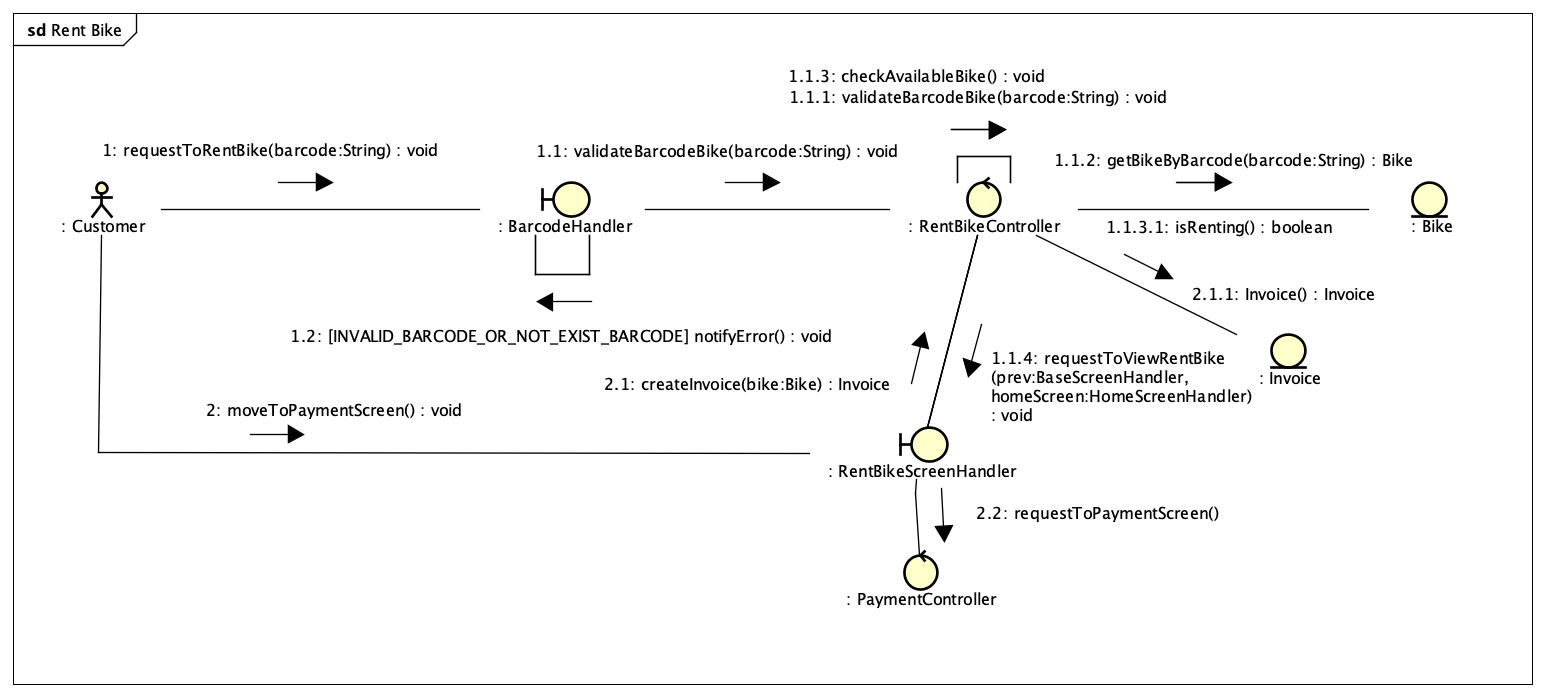 sd Rent Bike
1.1.3: checkAvailableBike() : void
1.1.1: validateBarcodeBike(barcode:String) : void
1: requestToRentBike(barcode:String) : void
1.1: validateBarcodeBike(barcode:String) : void
1.1.2: getBikeByBarcode(barcode:String) : Bike
: Customer
: BarcodeHandler
: RentBikeController
1.1.3.1: isRenting() : boolean
: Bike
2.1.1: Invoice() : Invoice
1.2: [INVALID_BARCODE_OR_NOT_EXIST_BARCODE] notifyError() : void
1.1.4: requestToViewRentBike
(prev:BaseScreenHandler,
homeScreen:HomeScreenHandler)
: void
: Invoice
2.1: createInvoice(bike:Bike) : Invoice
2: moveToPaymentScreen() : void
: RentBikeScreenHandler
2.2: requestToPaymentScreen()
: PaymentController